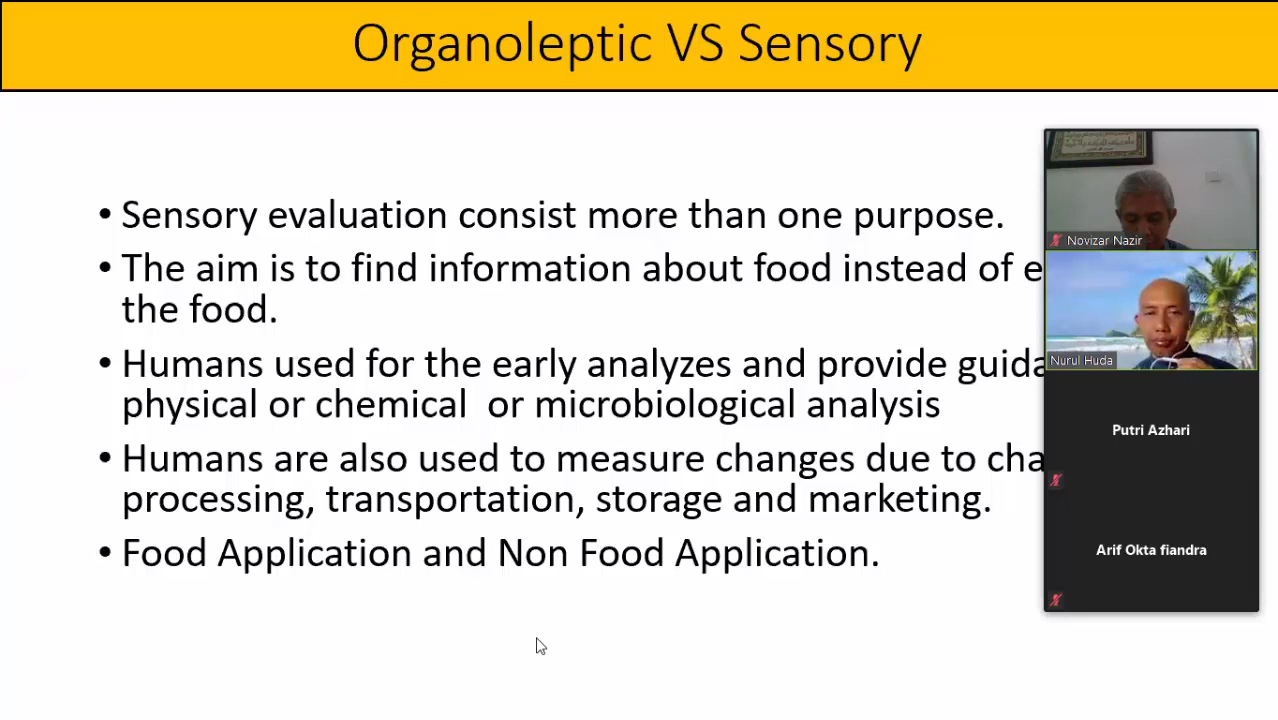 Organoleptic VS Sensory
• Sensory evaluation consist more than one purpose.
• The aim is to find information about food instead of
the food.
• Humans used for the early analyzes and provide
physical or chemical or microbiological analysis
• Humans are also used to measure changes due to
processing, transportation, storage and marketing.
• Food Application and Non Food Application.
Novizar Nazir
Nurul Huda
Putri Azhari
Arif Okta fiandra